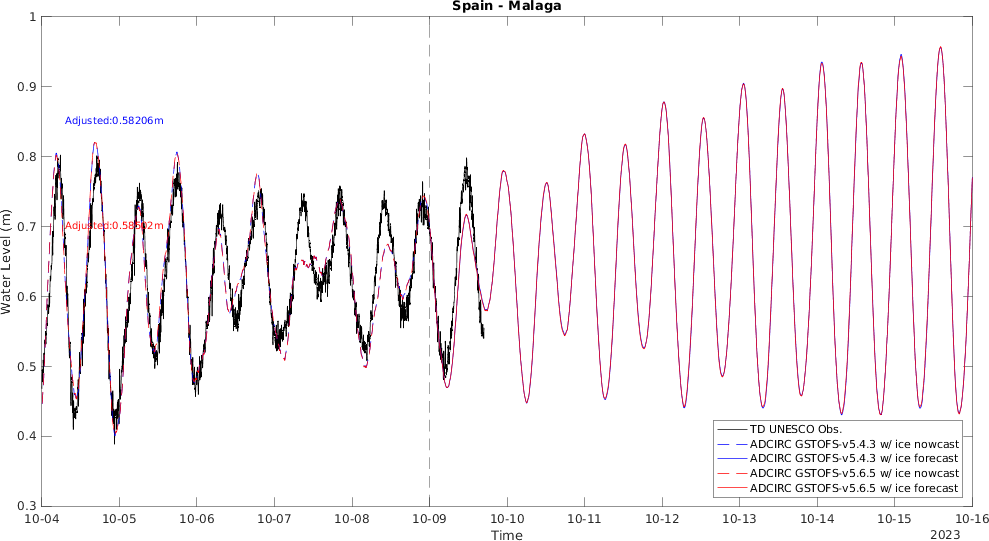 Spain - Malaga
1
0.9
0.8
0.7
0.6
0.5
0.4
0.3
Water Level (m)
Adjusted:0.58206m
10-04
10-05
10-06
10-07
10-08
10-09
10-10
10-11
10-12
10-13
10-14
10-15
10-16
Time
2023
TD UNESCO Obs.
ADCIRC GSTOFS-v5.4.3 w/ ice nowcast
ADCIRC GSTOFS-v5.4.3 w/ ice forecast
ADCIRC GSTOFS-v5.6.5 w/ ice nowcast
ADCIRC GSTOFS-v5.6.5 w/ ice forecast